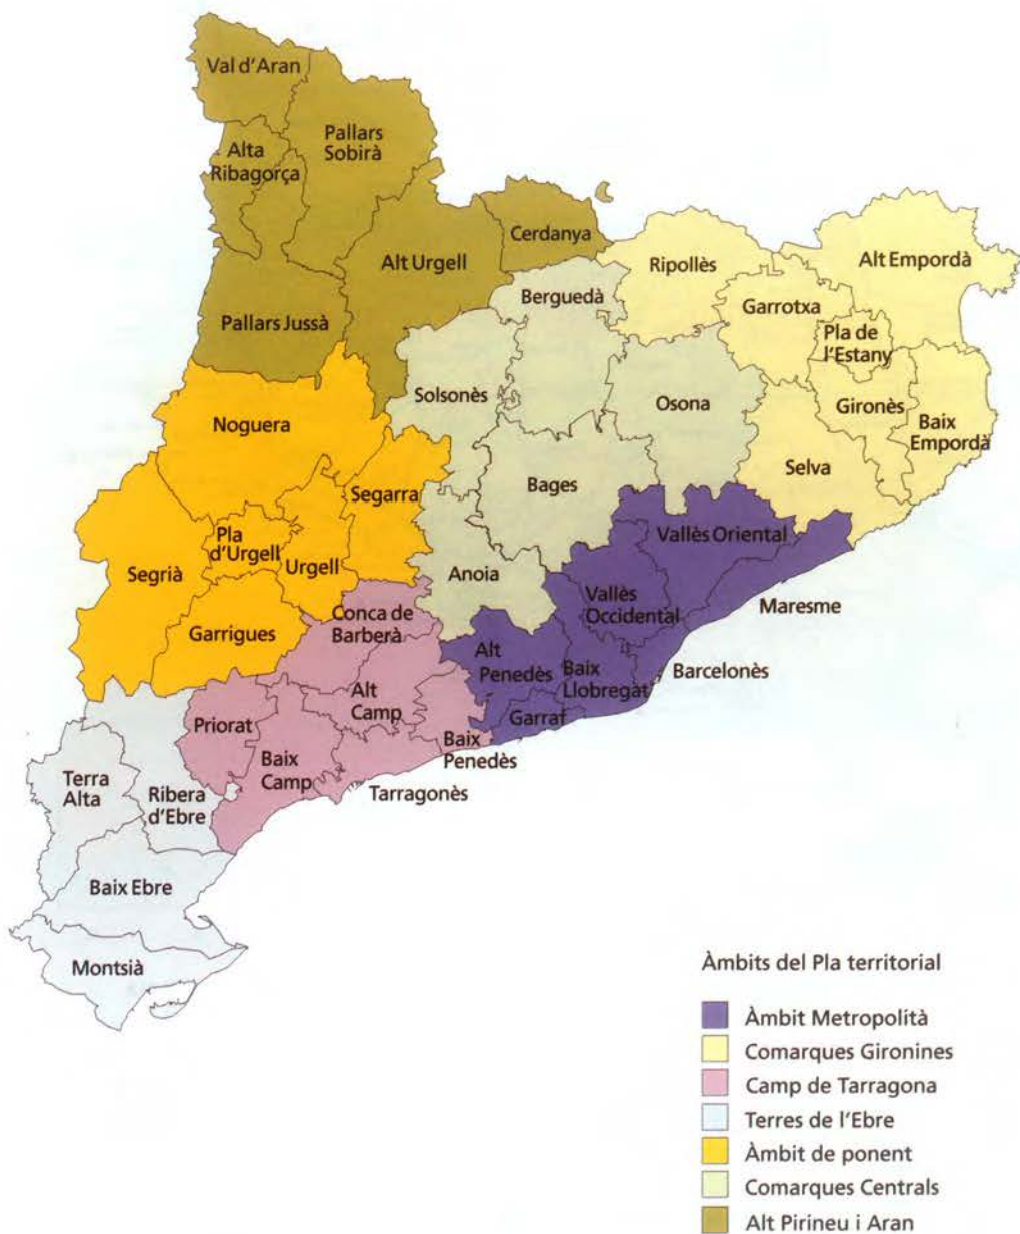 Val d'Aran
Pallars
Sobirà
Alta
Ribagorça
Cerdanya
Alt Urgell
Ripollès
Alt Empordà
Berguedà
Garrotxa
Pallars Jussà
Pla de
l'Estany
Solsonès
Osona
Gironès
Baix
Empordà
Noguera
Selva
Bages
Segarra
Vallès Oriental
Pla
d'Urgell
Urgell
Segrià
Anoia
Vallès
Occidental
Maresme
Conca de
Barberà
Garrigues
Alt
Penedès
Baix
Llobregat
Barcelonès
Alt
Camp
Garraf
Priorat
Baix
Penedès
Baix
Camp
Tarragonès
Terra
Alta
Ribera
d'Ebre
Baix Ebre
Montsià
Àmbits del Pla territorial
Àmbit Metropolità
Comarques Gironines
Camp de Tarragona
Terres de l'Ebre
Àmbit de ponent
Comarques Centrals
Alt Pirineu i Aran